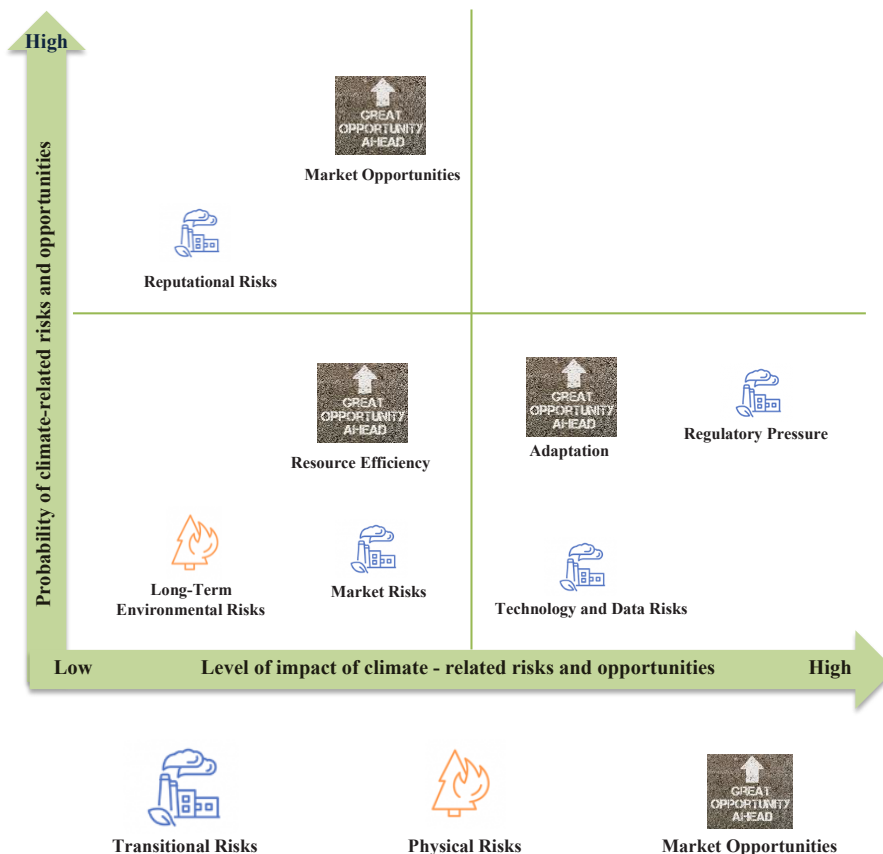 High
GREAT
OPPORTUNITY
AHEAD
Market Opportunities
Reputational Risks
Probability of climate-related risks and opportunities
GREAT
OPPORTUNITY
AHEAD
Resource Efficiency
GREAT
OPPORTUNITY
AHEAD
Adaptation
Regulatory Pressure
Long-Term
Environmental Risks
Market Risks
Technology and Data Risks
Low
Level of impact of climate - related risks and opportunities
High
Transitional Risks
Physical Risks
GREAT
OPPORTUNITY
AHEAD
Market Opportunities